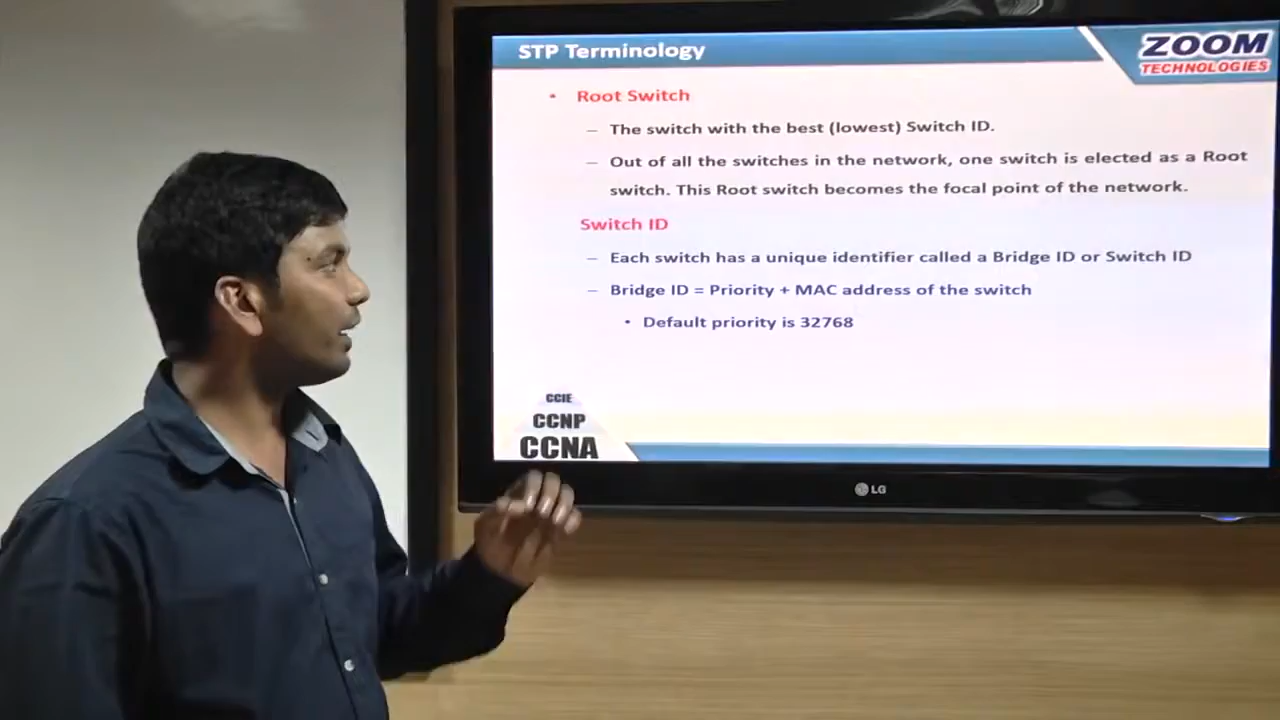 STP Terminology
ZOOM
TECHNOLOGIES
• Root Switch
– The switch with the best (lowest) Switch ID.
– Out of all the switches in the network, one switch is elected as a Root
switch. This Root switch becomes the focal point of the network.
Switch ID
– Each switch has a unique identifier called a Bridge ID or Switch ID
– Bridge ID = Priority + MAC address of the switch
• Default priority is 32768
CCIE
CCNP
CCNA
LG